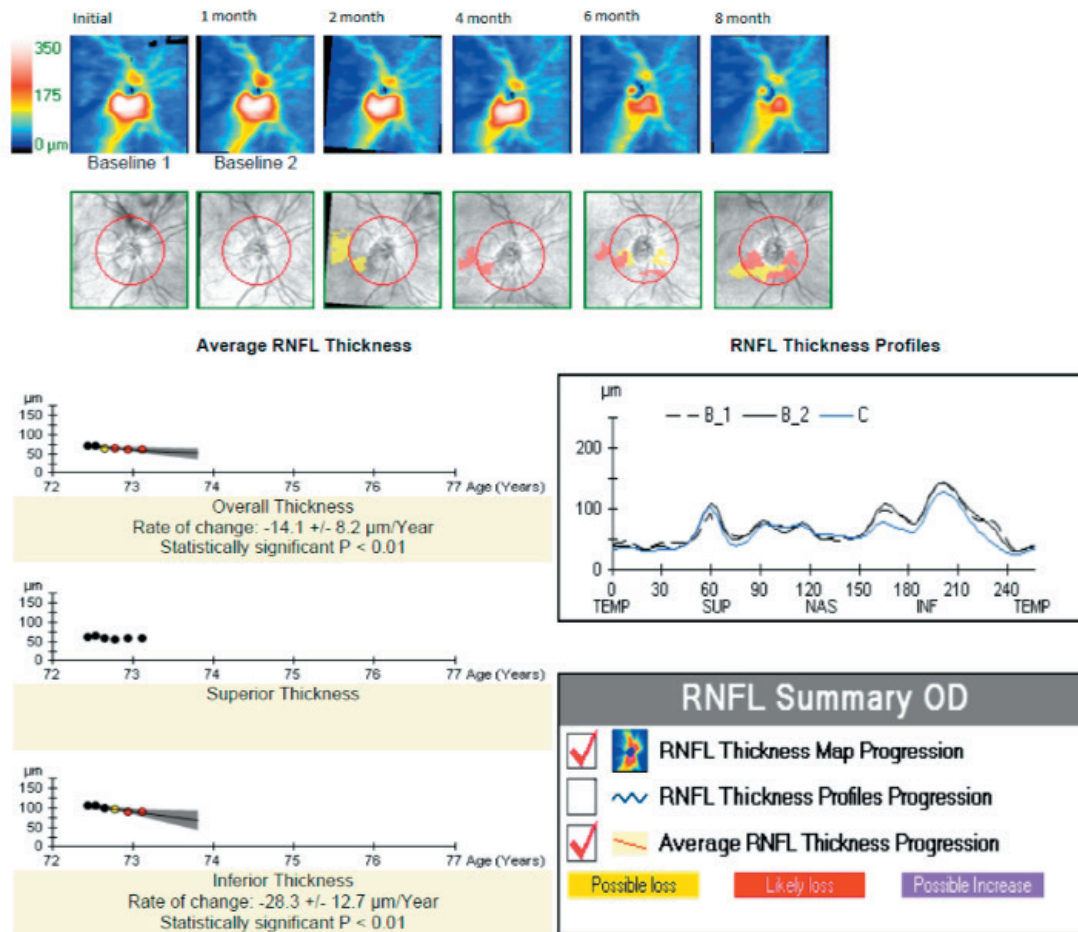 Initial 1 month 2 month 4 month 6 month 8 month
350
175
0 µm
Baseline 1 Baseline 2
Average RNFL Thickness
µm
150
100
50
0
72 73 74 75 76 77 Age (Years)
Overall Thickness
Rate of change: -14.1 +/- 8.2 µm/Year
Statistically significant P < 0.01
µm
150
100
50
0
72 73 74 75 76 77 Age (Years)
Superior Thickness
µm
150
100
50
0
72 73 74 75 76 77 Age (Years)
Inferior Thickness
Rate of change: -28.3 +/- 12.7 µm/Year
Statistically significant P < 0.01
RNFL Thickness Profiles
µm
B_1 B_2 C
200
100
0
0 30 60 90 120 150 180 210 240
TEMP SUP NAS INF TEMP
RNFL Summary OD
RNFL Thickness Map Progression
RNFL Thickness Profiles Progression
Average RNFL Thickness Progression
Possible loss Likely loss Possible Increase